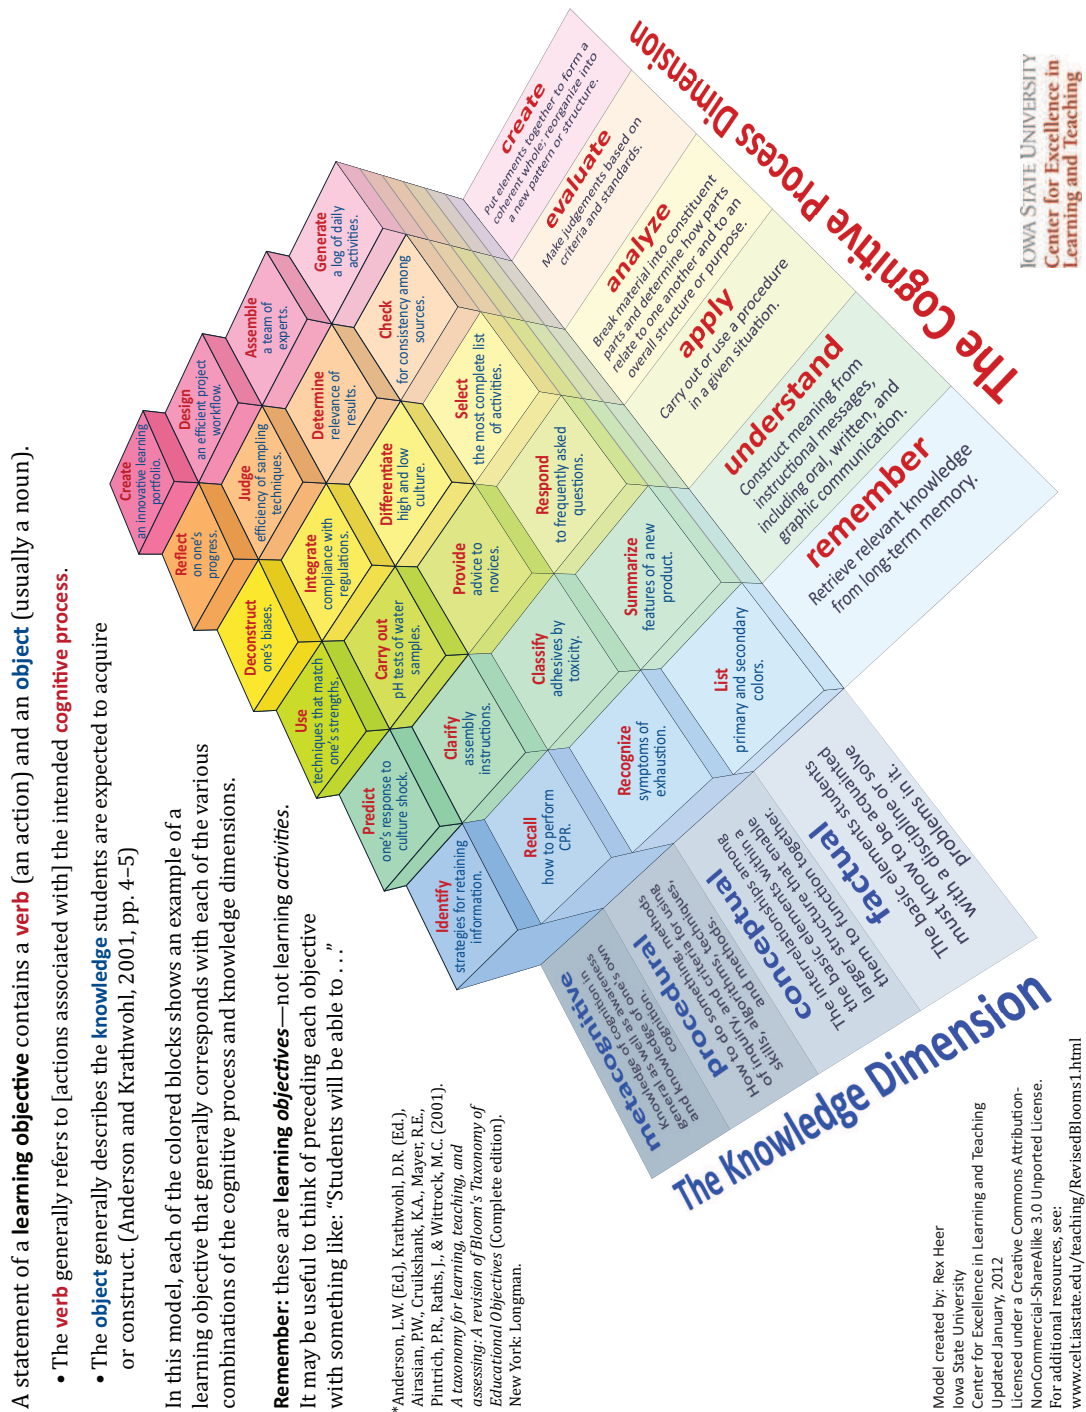 A statement of a learning objective contains a verb (an action) and an object (usually a noun).
• The verb generally refers to [actions associated with] the intended cognitive process.
• The object generally describes the knowledge students are expected to acquire
or construct. (Anderson and Krathwohl, 2001, pp. 4–5)
In this model, each of the colored blocks shows an example of a
learning objective that generally corresponds with each of the various
combinations of the cognitive process and knowledge dimensions.
Remember: these are learning objectives—not learning activities.
It may be useful to think of preceding each objective
with something like: “Students will be able to . . .”
*Anderson, L.W. (Ed.), Krathwohl, D.R. (Ed.),
Airasian, P.W., Cruikshank, K.A., Mayer, R.E.,
Pintrich, P.R., Raths, J., & Wittrock, M.C. (2001).
A taxonomy for learning, teaching, and
assessing: A revision of Bloom’s Taxonomy of
Educational Objectives (Complete edition).
New York: Longman.
Create
an innovative learning
portfolio.
Reflect
on one’s
progress.
Design
an efficient project
workflow.
Deconstruct
one’s biases.
Judge
efficiency of sampling
techniques.
Assemble
a team of
experts.
Use
techniques that match
one’s strengths.
Integrate
compliance with
regulations.
Determine
relevance of
results.
Generate
a log of daily
activities.
Predict
one’s response to
culture shock.
Carry out
pH tests of water
samples.
Differentiate
high and low
culture.
Check
for consistency among
sources.
Identify
strategies for retaining
information.
Clarify
assembly
instructions.
Provide
advice to
novices.
Select
the most complete list
of activities.
Recall
how to perform
CPR.
Classify
adhesives by
toxicity.
Respond
to frequently asked
questions.
Recognize
symptoms of
exhaustion.
Summarize
features of a new
product.
List
primary and secondary
colors.
metacognitive
Knowledge of cognition in
general as well as awareness
and knowledge of one’s own
cognition.
procedural
How to do something, methods
of inquiry, and criteria for using
skills, algorithms, techniques,
and methods.
conceptual
The interrelationships among
the basic elements within a
larger structure that enable
them to function together.
factual
The basic elements students
must know to be acquainted
with a discipline or solve
problems in it.
The Knowledge Dimension
remember
Retrieve relevant knowledge
from long-term memory.
understand
Construct meaning from
instructional messages,
including oral, written, and
graphic communication.
apply
Carry out or use a procedure
in a given situation.
analyze
Break material into constituent
parts and determine how parts
relate to one another and to an
overall structure or purpose.
evaluate
Make judgements based on
criteria and standards.
create
Put elements together to form a
coherent whole; reorganize into
a new pattern or structure.
The Cognitive Process Dimension
Model created by: Rex Heer
Iowa State University
Center for Excellence in Learning and Teaching
Updated January, 2012
Licensed under a Creative Commons Attribution-
NonCommercial-ShareAlike 3.0 Unported License.
For additional resources, see:
www.celt.iastate.edu/teaching/RevisedBlooms1.html
IOWA STATE UNIVERSITY
Center for Excellence in
Learning and Teaching